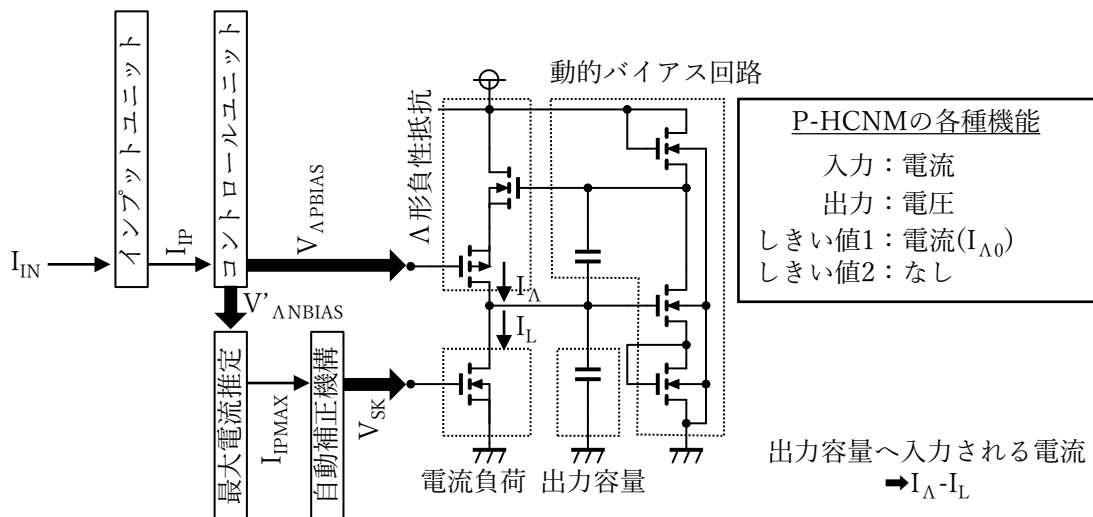 インプットユニット
コントロールユニット
I_IN
I_IP
V_ΛPBIAS
V'_ΛNBIAS
最大電流推定
I_IPMAX
自動補正機構
V_SK
Λ形負性抵抗
動的バイアス回路
I_Λ
I_L
電流負荷
出力容量
P-HCNMの各種機能
入力：電流
出力：電圧
しきい値1：電流(I_Λ0)
しきい値2：なし
出力容量へ入力される電流
➡I_Λ-I_L